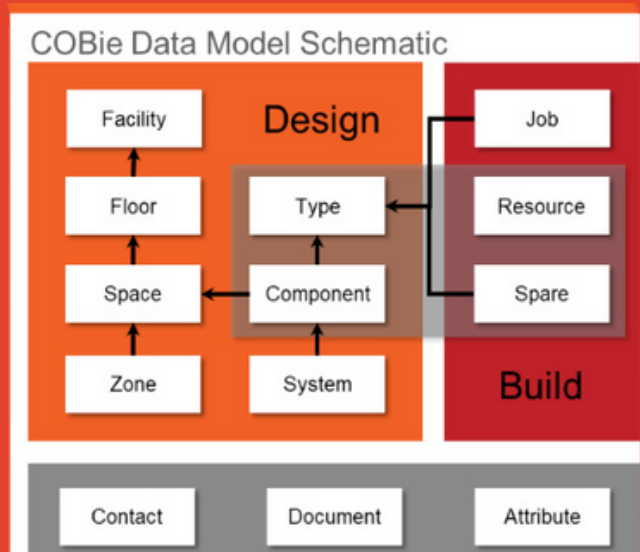 COBie Data Model Schematic
Design
Facility
Job
Floor
Type
Resource
Space
Component
Spare
Zone
System
Build
Contact
Document
Attribute